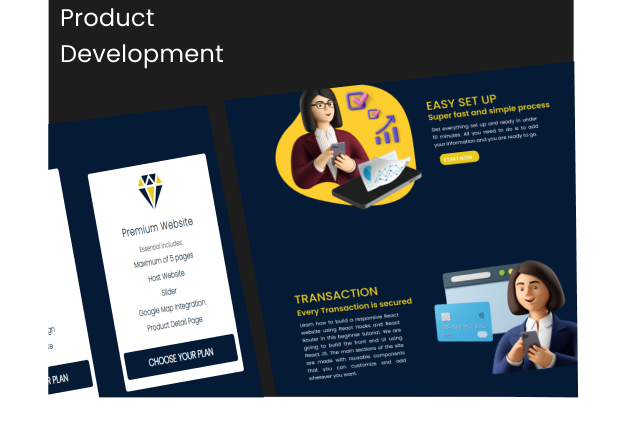 Product
Development
EASY SET UP
Super fast and simple process
Get everything set up and ready in under
10 minutes. All you need to do is to add
your information and you are ready to go.
START NOW
Premium Website
Essential includes:
Maximum of 5 pages
Host Website
Slider
Google Map Integration
Product Detail Page
CHOOSE YOUR PLAN
R PLAN
TRANSACTION
Every Transaction is secured
Learn how to build a responsive React
website using React Hooks and React
Router in this beginner tutorial. We are
going to build the front end UI using
React JS. The main sections of the site
are made with reusable components
that you can customize and add
wherever you want.